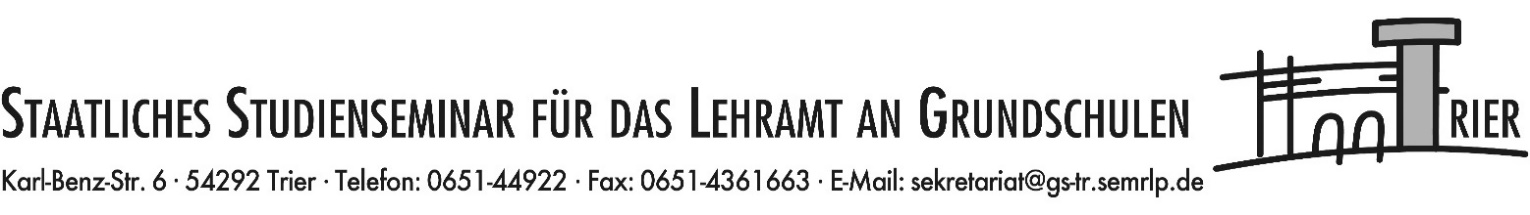 STAATLICHES STUDIENSEMINAR FÜR DAS LEHRAMT AN GRUNDSCHULEN TRIER
Karl-Benz-Str. 6 · 54292 Trier · Telefon: 0651-44922 · Fax: 0651-4361663 · E-Mail: sekretariat@gs-tr.semrlp.de